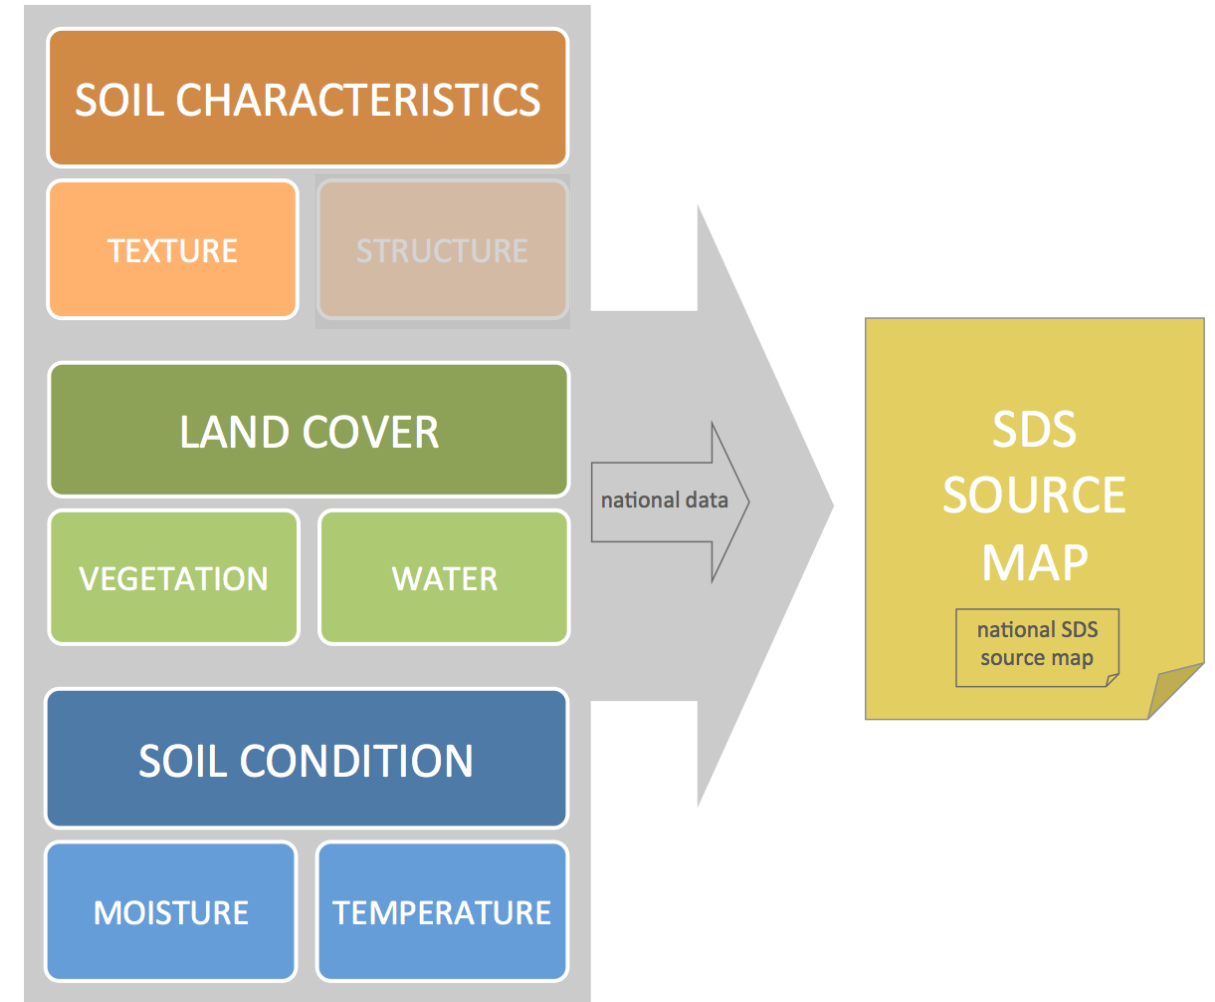 SOIL CHARACTERISTICS
TEXTURE
STRUCTURE
LAND COVER
VEGETATION
WATER
SOIL CONDITION
MOISTURE
TEMPERATURE
national data
SDS
SOURCE
MAP
national SDS
source map